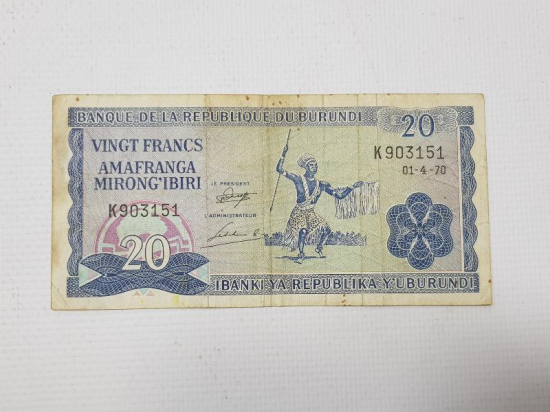 BANQUE DE LA REPUBLIQUE DU BURUNDI
20
VINGT FRANCS
AMAFRANGA
MIRONG'IBIRI
K903151
01-4-70
LE PRESIDENT
K903151
L'ADMINISTRATEUR
20
IBANKI YA REPUBLIKA Y'UBURUNDI